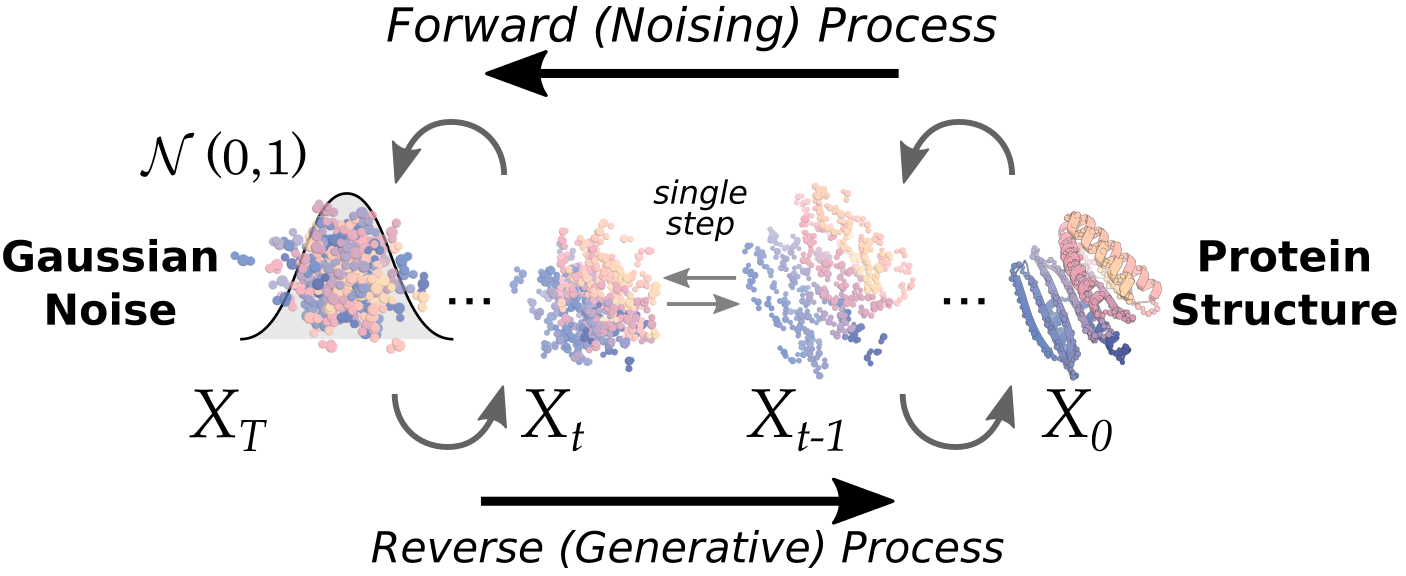 Forward (Noising) Process
𝒩 (0,1)
single
step
Gaussian
Noise
...
...
Protein
Structure
X_T
X_t
X_t-1
X_0
Reverse (Generative) Process